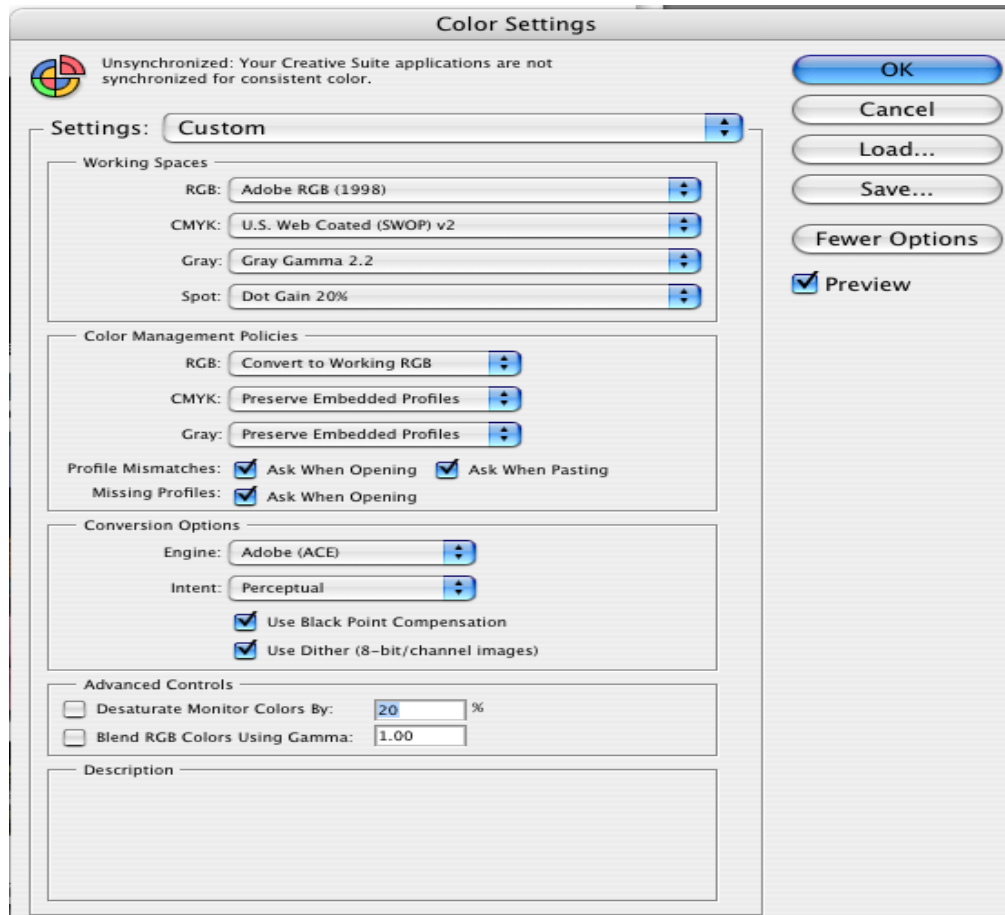 Color Settings
Unsynchronized: Your Creative Suite applications are not
synchronized for consistent color.
Settings: Custom
Working Spaces
RGB: Adobe RGB (1998)
CMYK: U.S. Web Coated (SWOP) v2
Gray: Gray Gamma 2.2
Spot: Dot Gain 20%
Color Management Policies
RGB: Convert to Working RGB
CMYK: Preserve Embedded Profiles
Gray: Preserve Embedded Profiles
Profile Mismatches: Ask When Opening Ask When Pasting
Missing Profiles: Ask When Opening
Conversion Options
Engine: Adobe (ACE)
Intent: Perceptual
Use Black Point Compensation
Use Dither (8-bit/channel images)
Advanced Controls
Desaturate Monitor Colors By: 20 %
Blend RGB Colors Using Gamma: 1.00
Description
OK
Cancel
Load...
Save...
Fewer Options
Preview